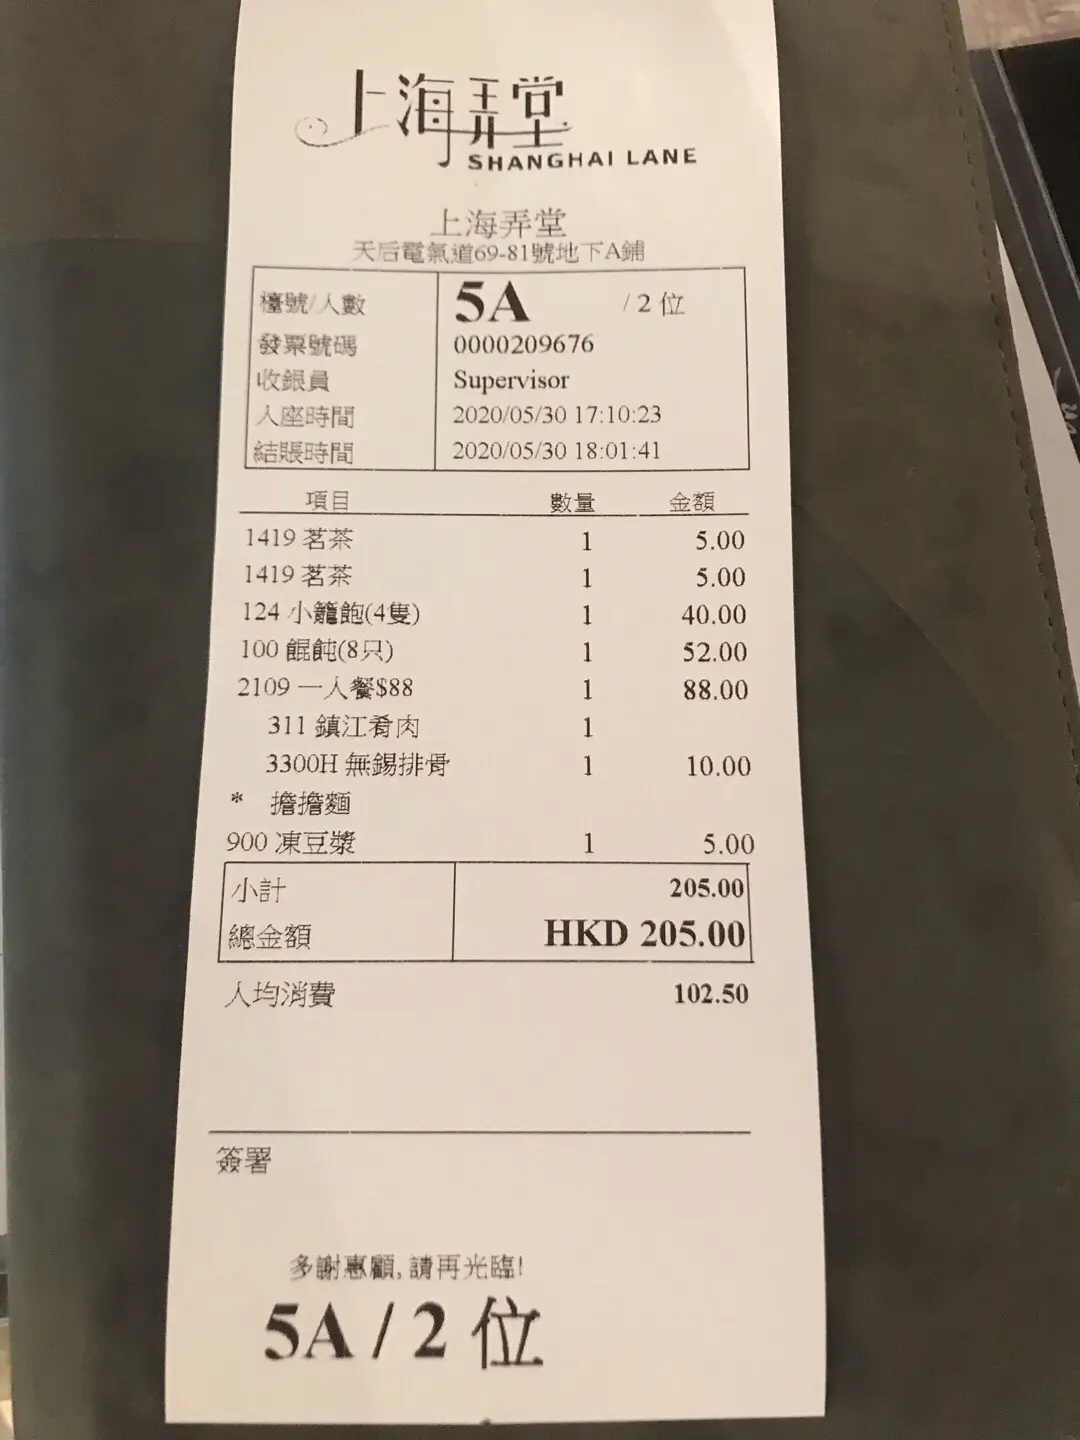 上海弄堂
SHANGHAI LANE
上海弄堂
天后電氣道69-81號地下A鋪
檯號/人數 5A / 2 位
發票號碼 0000209676
收銀員 Supervisor
入座時間 2020/05/30 17:10:23
結賬時間 2020/05/30 18:01:41
項目 數量 金額
1419 茗茶 1 5.00
1419 茗茶 1 5.00
124 小籠飽(4隻) 1 40.00
100 餛飩(8只) 1 52.00
2109 一人餐$88 1 88.00
311 鎮江肴肉 1
3300H 無錫排骨 1 10.00
* 擔擔麵
900 凍豆漿 1 5.00
小計 205.00
總金額 HKD 205.00
人均消費 102.50
簽署
多謝惠顧, 請再光臨!
5A / 2 位